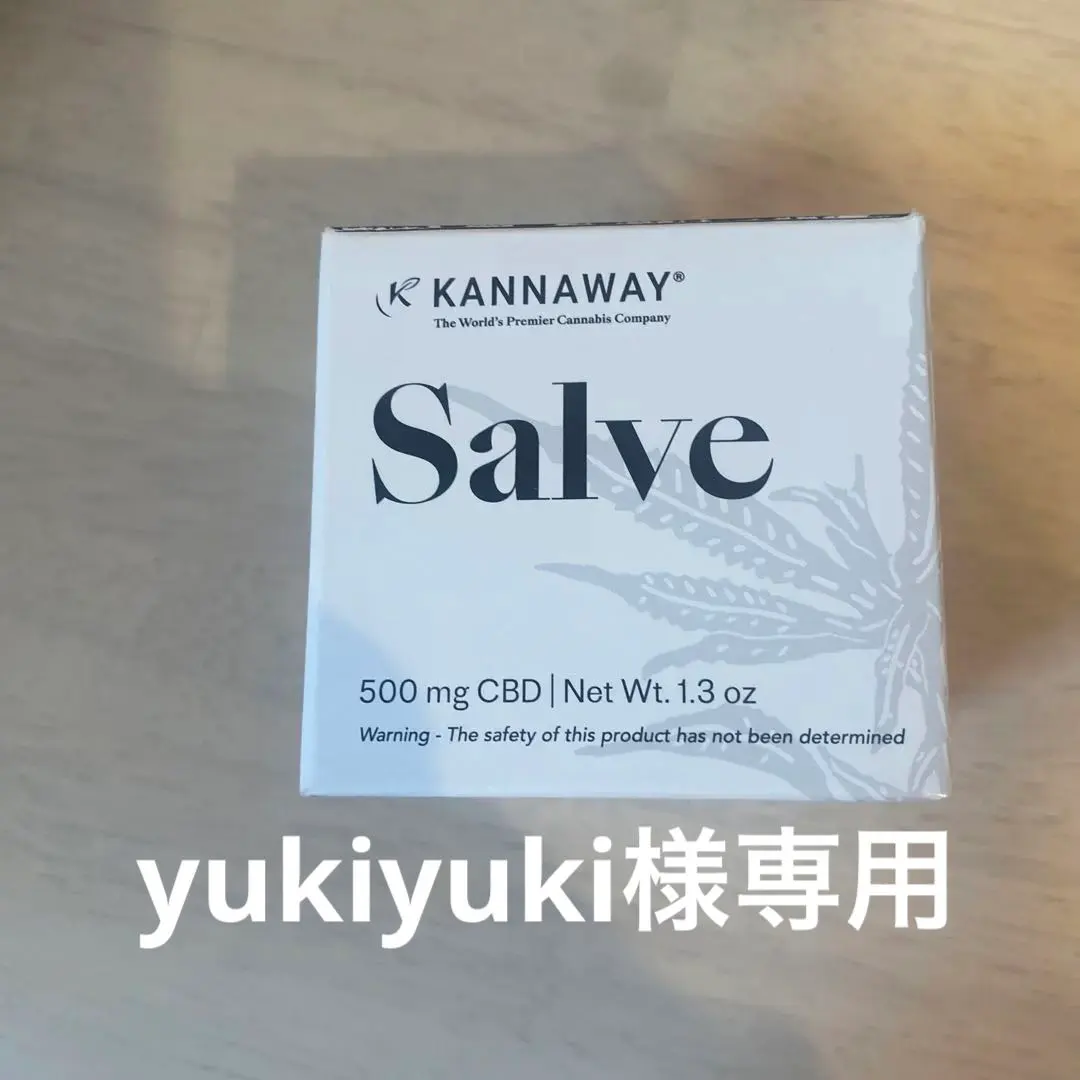 KANNAWAY®
The World's Premier Cannabis Company
Salve
500 mg CBD | Net Wt. 1.3 oz
Warning - The safety of this product has not been determined
yukiyuki様専用